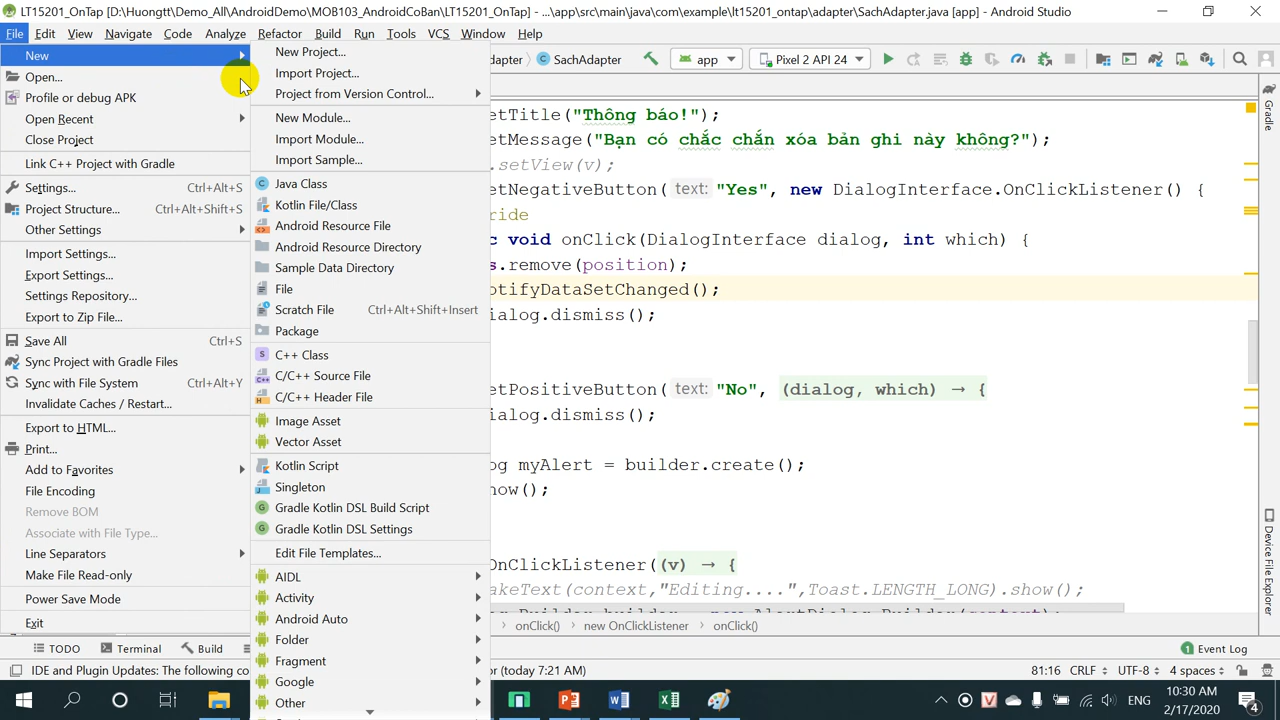 LT15201_OnTap [D:\Huongtt\Demo_All\AndroidDemo\MOB103_AndroidCoBan\LT15201_OnTap] - ...\app\src\main\java\com\example\lt15201_ontap\adapter\SachAdapter.java [app] - Android Studio
File Edit View Navigate Code Analyze Refactor Build Run Tools VCS Window Help
dapter SachAdapter app Pixel 2 API 24
New
Open...
Profile or debug APK
Open Recent
Close Project
Link C++ Project with Gradle
Settings... Ctrl+Alt+S
Project Structure... Ctrl+Alt+Shift+S
Other Settings
Import Settings...
Export Settings...
Settings Repository...
Export to Zip File...
Save All Ctrl+S
Sync Project with Gradle Files
Sync with File System Ctrl+Alt+Y
Invalidate Caches / Restart...
Export to HTML...
Print...
Add to Favorites
File Encoding
Remove BOM
Associate with File Type...
Line Separators
Make File Read-only
Power Save Mode
Exit
New Project...
Import Project...
Project from Version Control...
New Module...
Import Module...
Import Sample...
Java Class
Kotlin File/Class
Android Resource File
Android Resource Directory
Sample Data Directory
File
Scratch File Ctrl+Alt+Shift+Insert
Package
C++ Class
C/C++ Source File
C/C++ Header File
Image Asset
Vector Asset
Kotlin Script
Singleton
Gradle Kotlin DSL Build Script
Gradle Kotlin DSL Settings
Edit File Templates...
AIDL
Activity
Android Auto
Folder
Fragment
Google
Other
etTitle("Thông báo!");
etMessage("Bạn có chắc chắn xóa bản ghi này không?");
.setView(v);
etNegativeButton( text: "Yes", new DialogInterface.OnClickListener() {
ride
c void onClick(DialogInterface dialog, int which) {
s.remove(position);
otifyDataSetChanged();
ialog.dismiss();
etPositiveButton( text: "No", (dialog, which) → {
ialog.dismiss();
og myAlert = builder.create();
how();
OnClickListener((v) → {
akeText(context,"Editing....",Toast.LENGTH_LONG).show();
onClick() new OnClickListener onClick()
Gradle
Device File Explorer
TODO Terminal Build 1 Event Log
IDE and Plugin Updates: The following co
or (today 7:21 AM) 81:16 CRLF UTF-8 4 spaces
ENG 10:30 AM
2/17/2020 4